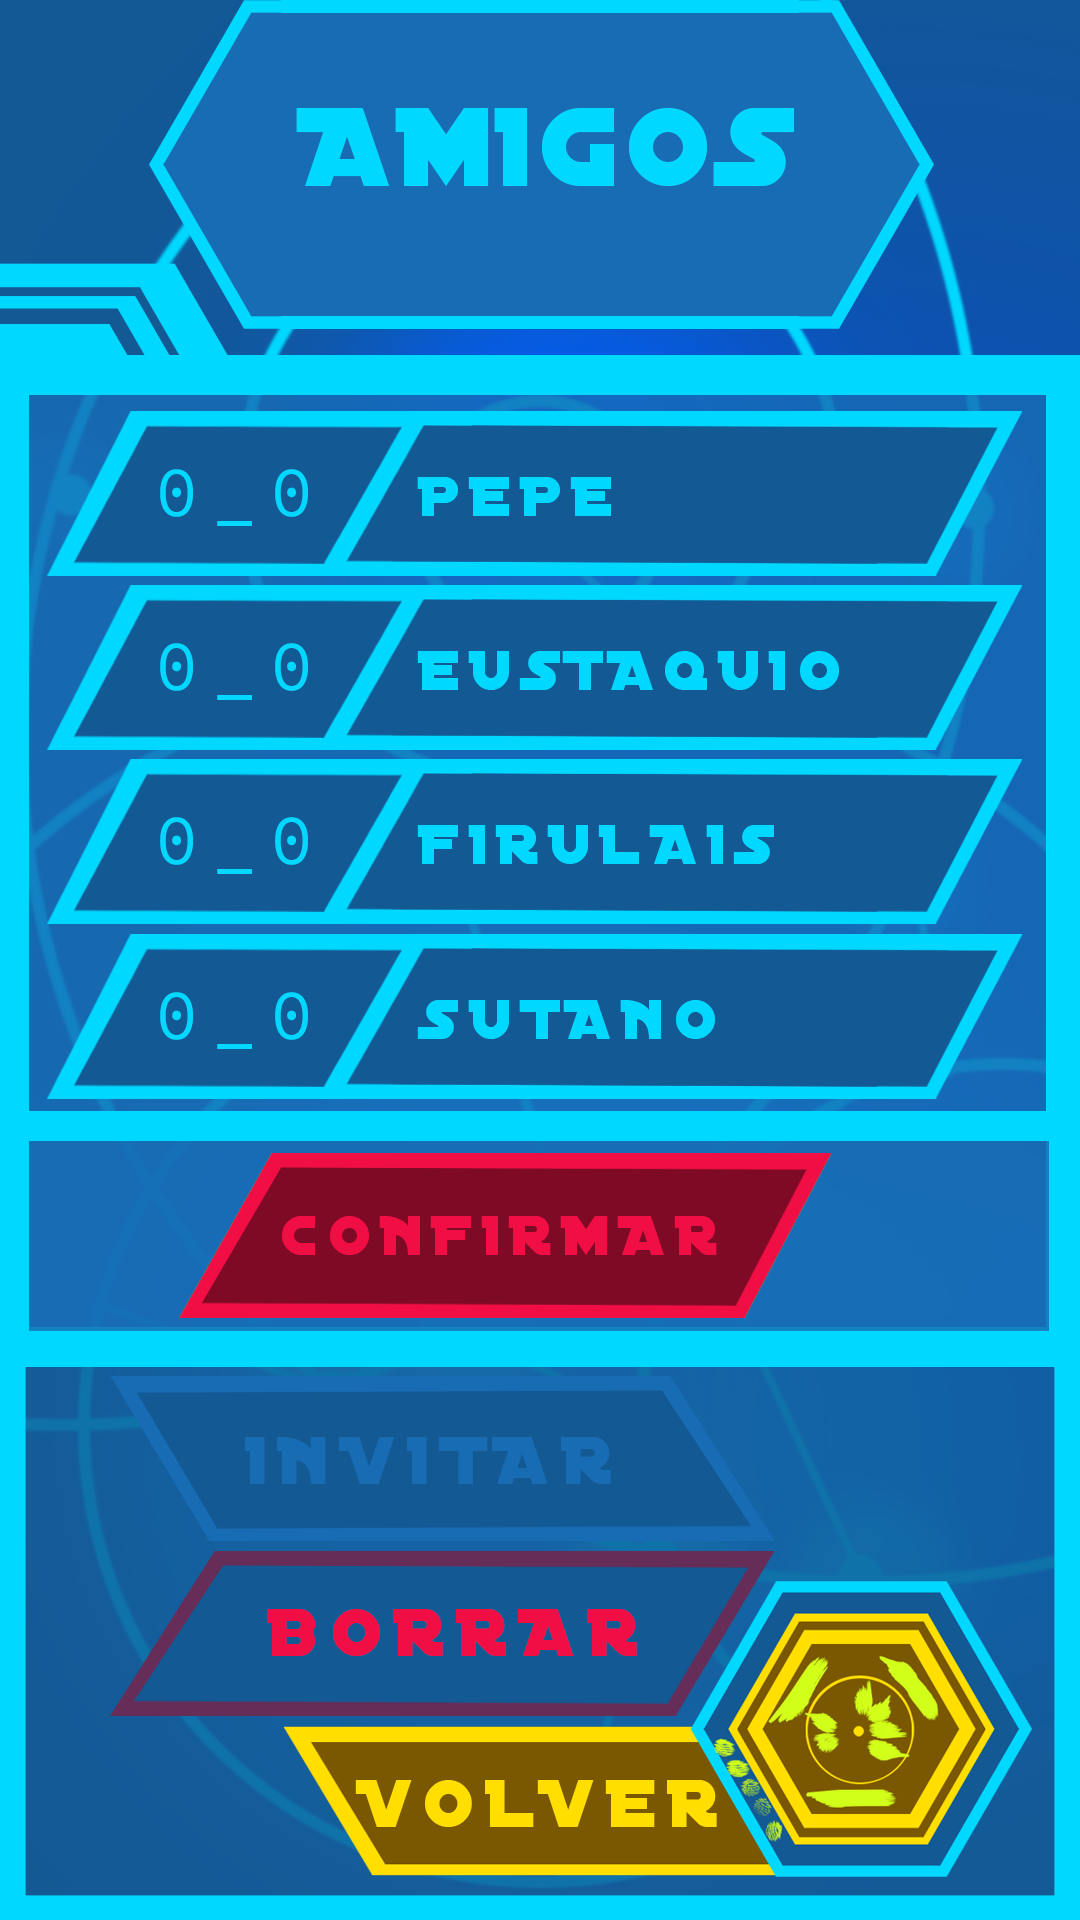 AMIGOS
0_0 PEPE
0_0 EUSTAQUIO
0_0 FIRULAIS
0_0 SUTANO
CONFIRMAR
INVITAR
BORRAR
VOLVER